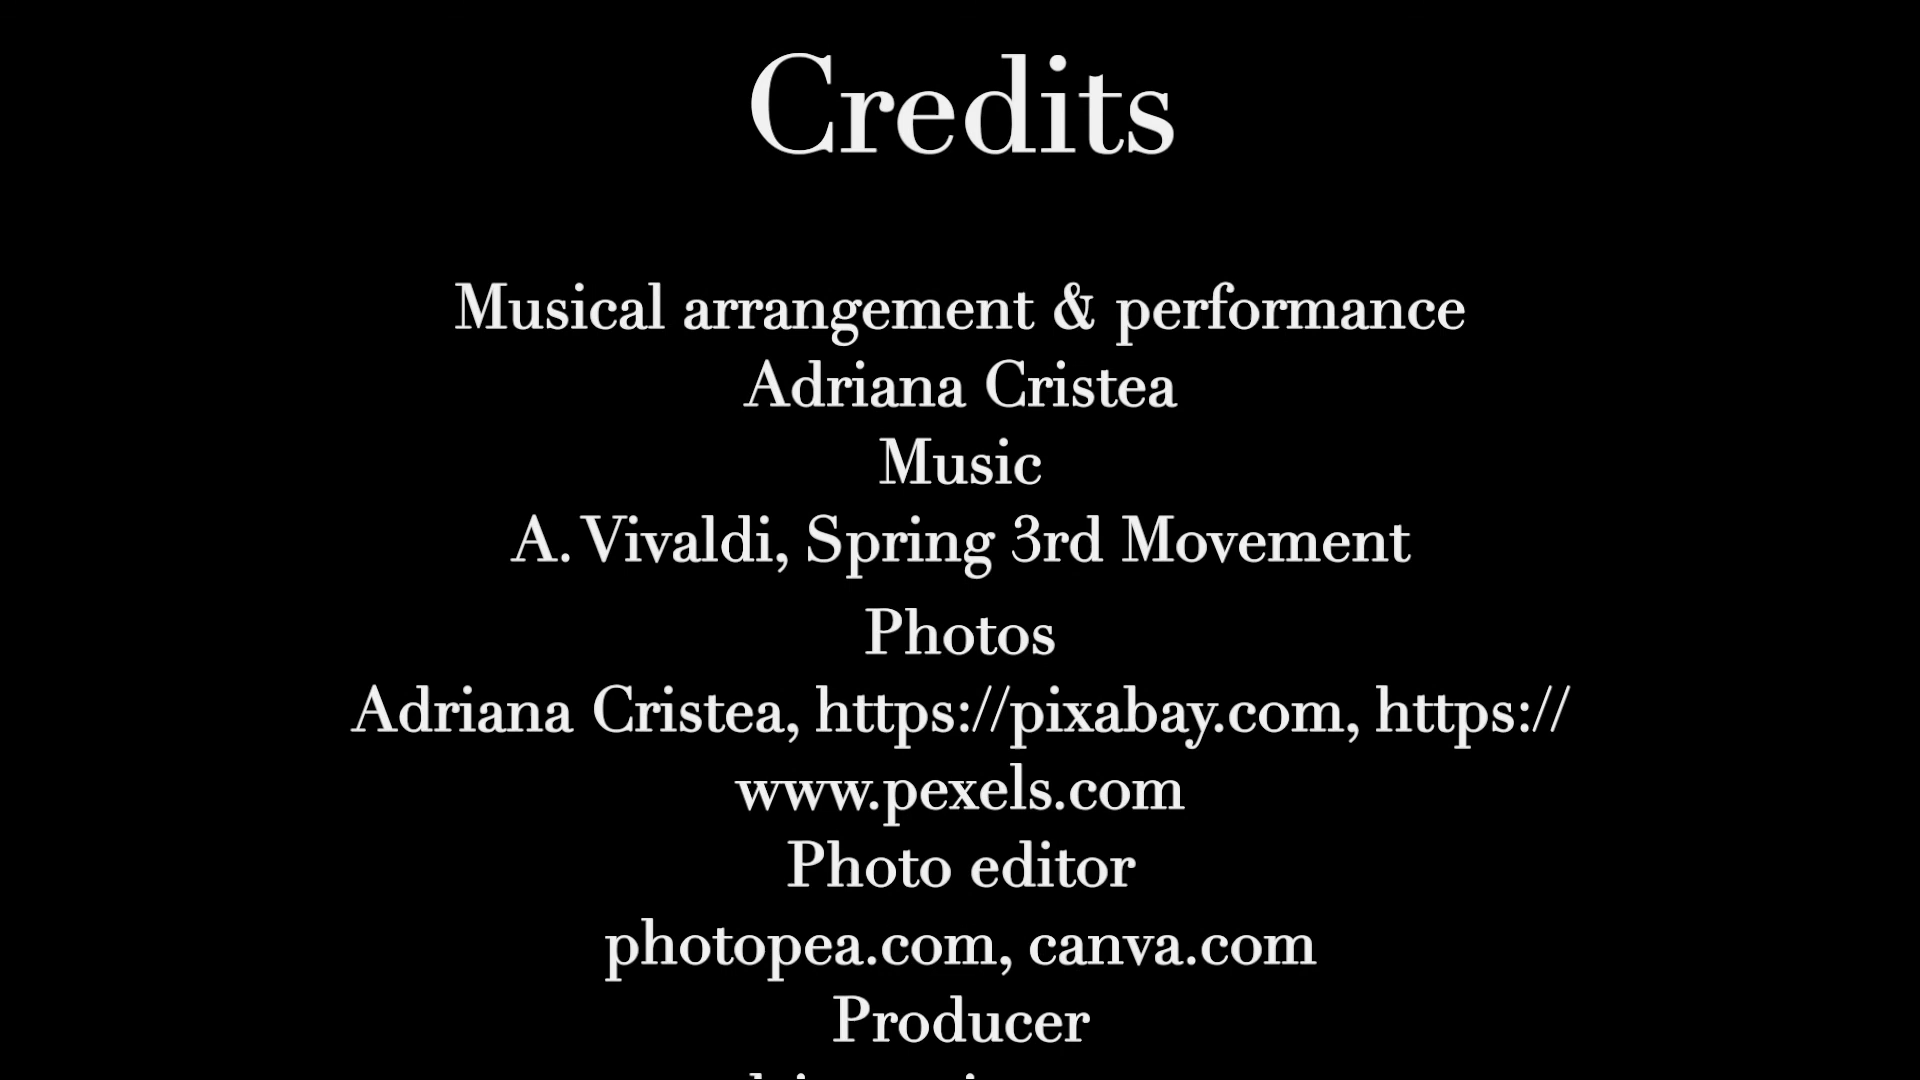 Credits
Musical arrangement & performance
Adriana Cristea
Music
A. Vivaldi, Spring 3rd Movement
Photos
Adriana Cristea, https://pixabay.com, https://
www.pexels.com
Photo editor
photopea.com, canva.com
Producer